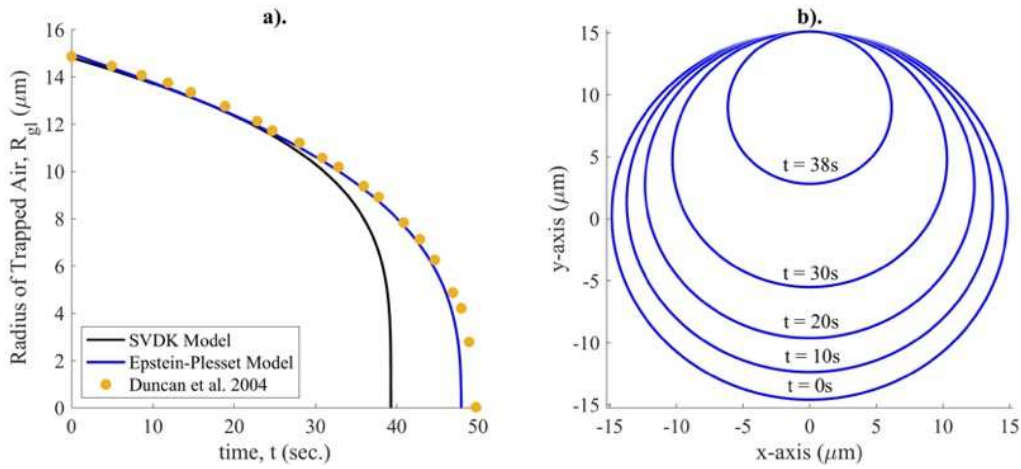 a).
Radius of Trapped Air, R_gl (μm)
16
14
12
10
8
6
4
2
0
SVDK Model
Epstein-Plesset Model
Duncan et al. 2004
0 10 20 30 40 50
time, t (sec.)
b).
y-axis (μm)
15
10
5
0
-5
-10
-15
t = 38s
t = 30s
t = 20s
t = 10s
t = 0s
-15 -10 -5 0 5 10 15
x-axis (μm)